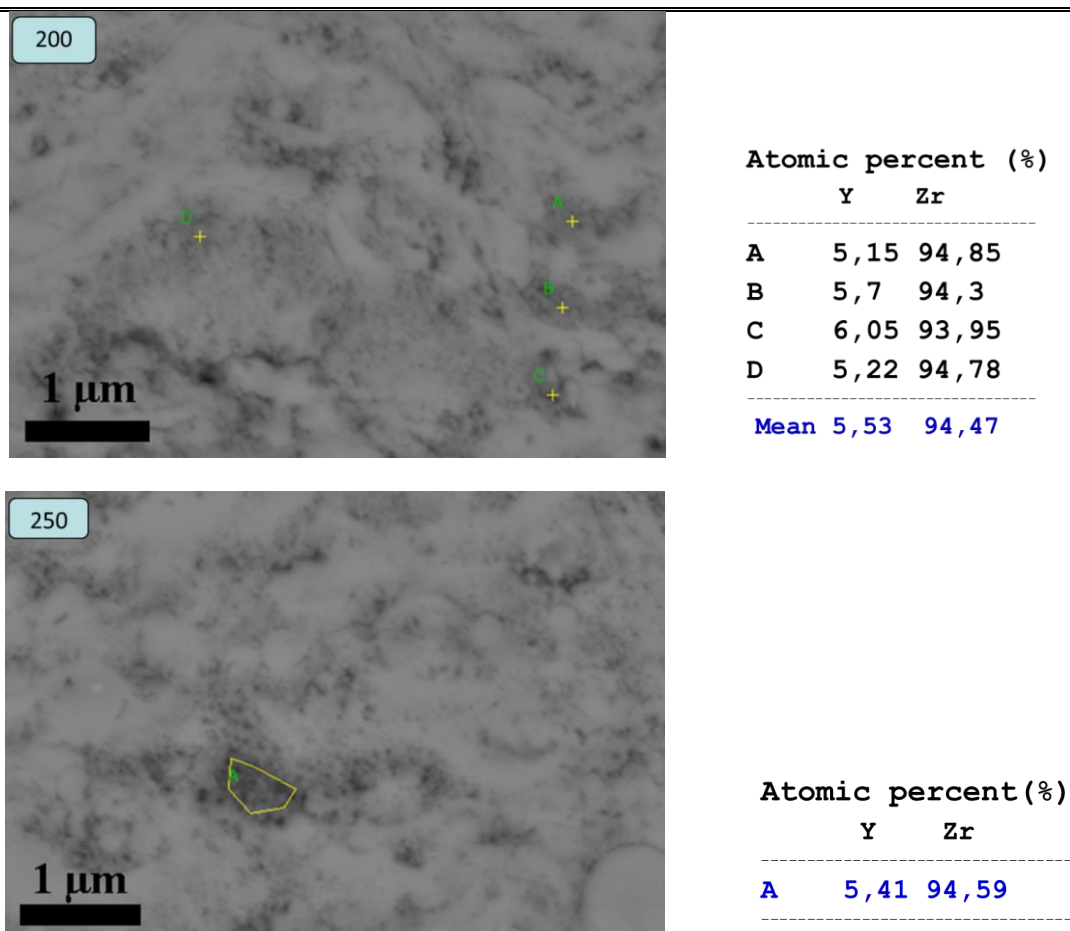 200
D
A
B
C
1 μm
Atomic percent (%)
Y Zr
A 5,15 94,85
B 5,7 94,3
C 6,05 93,95
D 5,22 94,78
Mean 5,53 94,47
250
A
1 μm
Atomic percent(%)
Y Zr
A 5,41 94,59